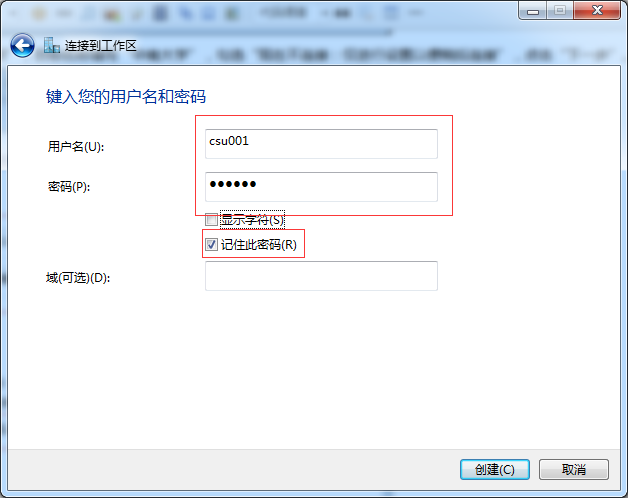 连接到工作区
键入您的用户名和密码
用户名(U):
csu001
密码(P):
●●●●●●
显示字符(S)
记住此密码(R)
域(可选)(D):
创建(C)
取消